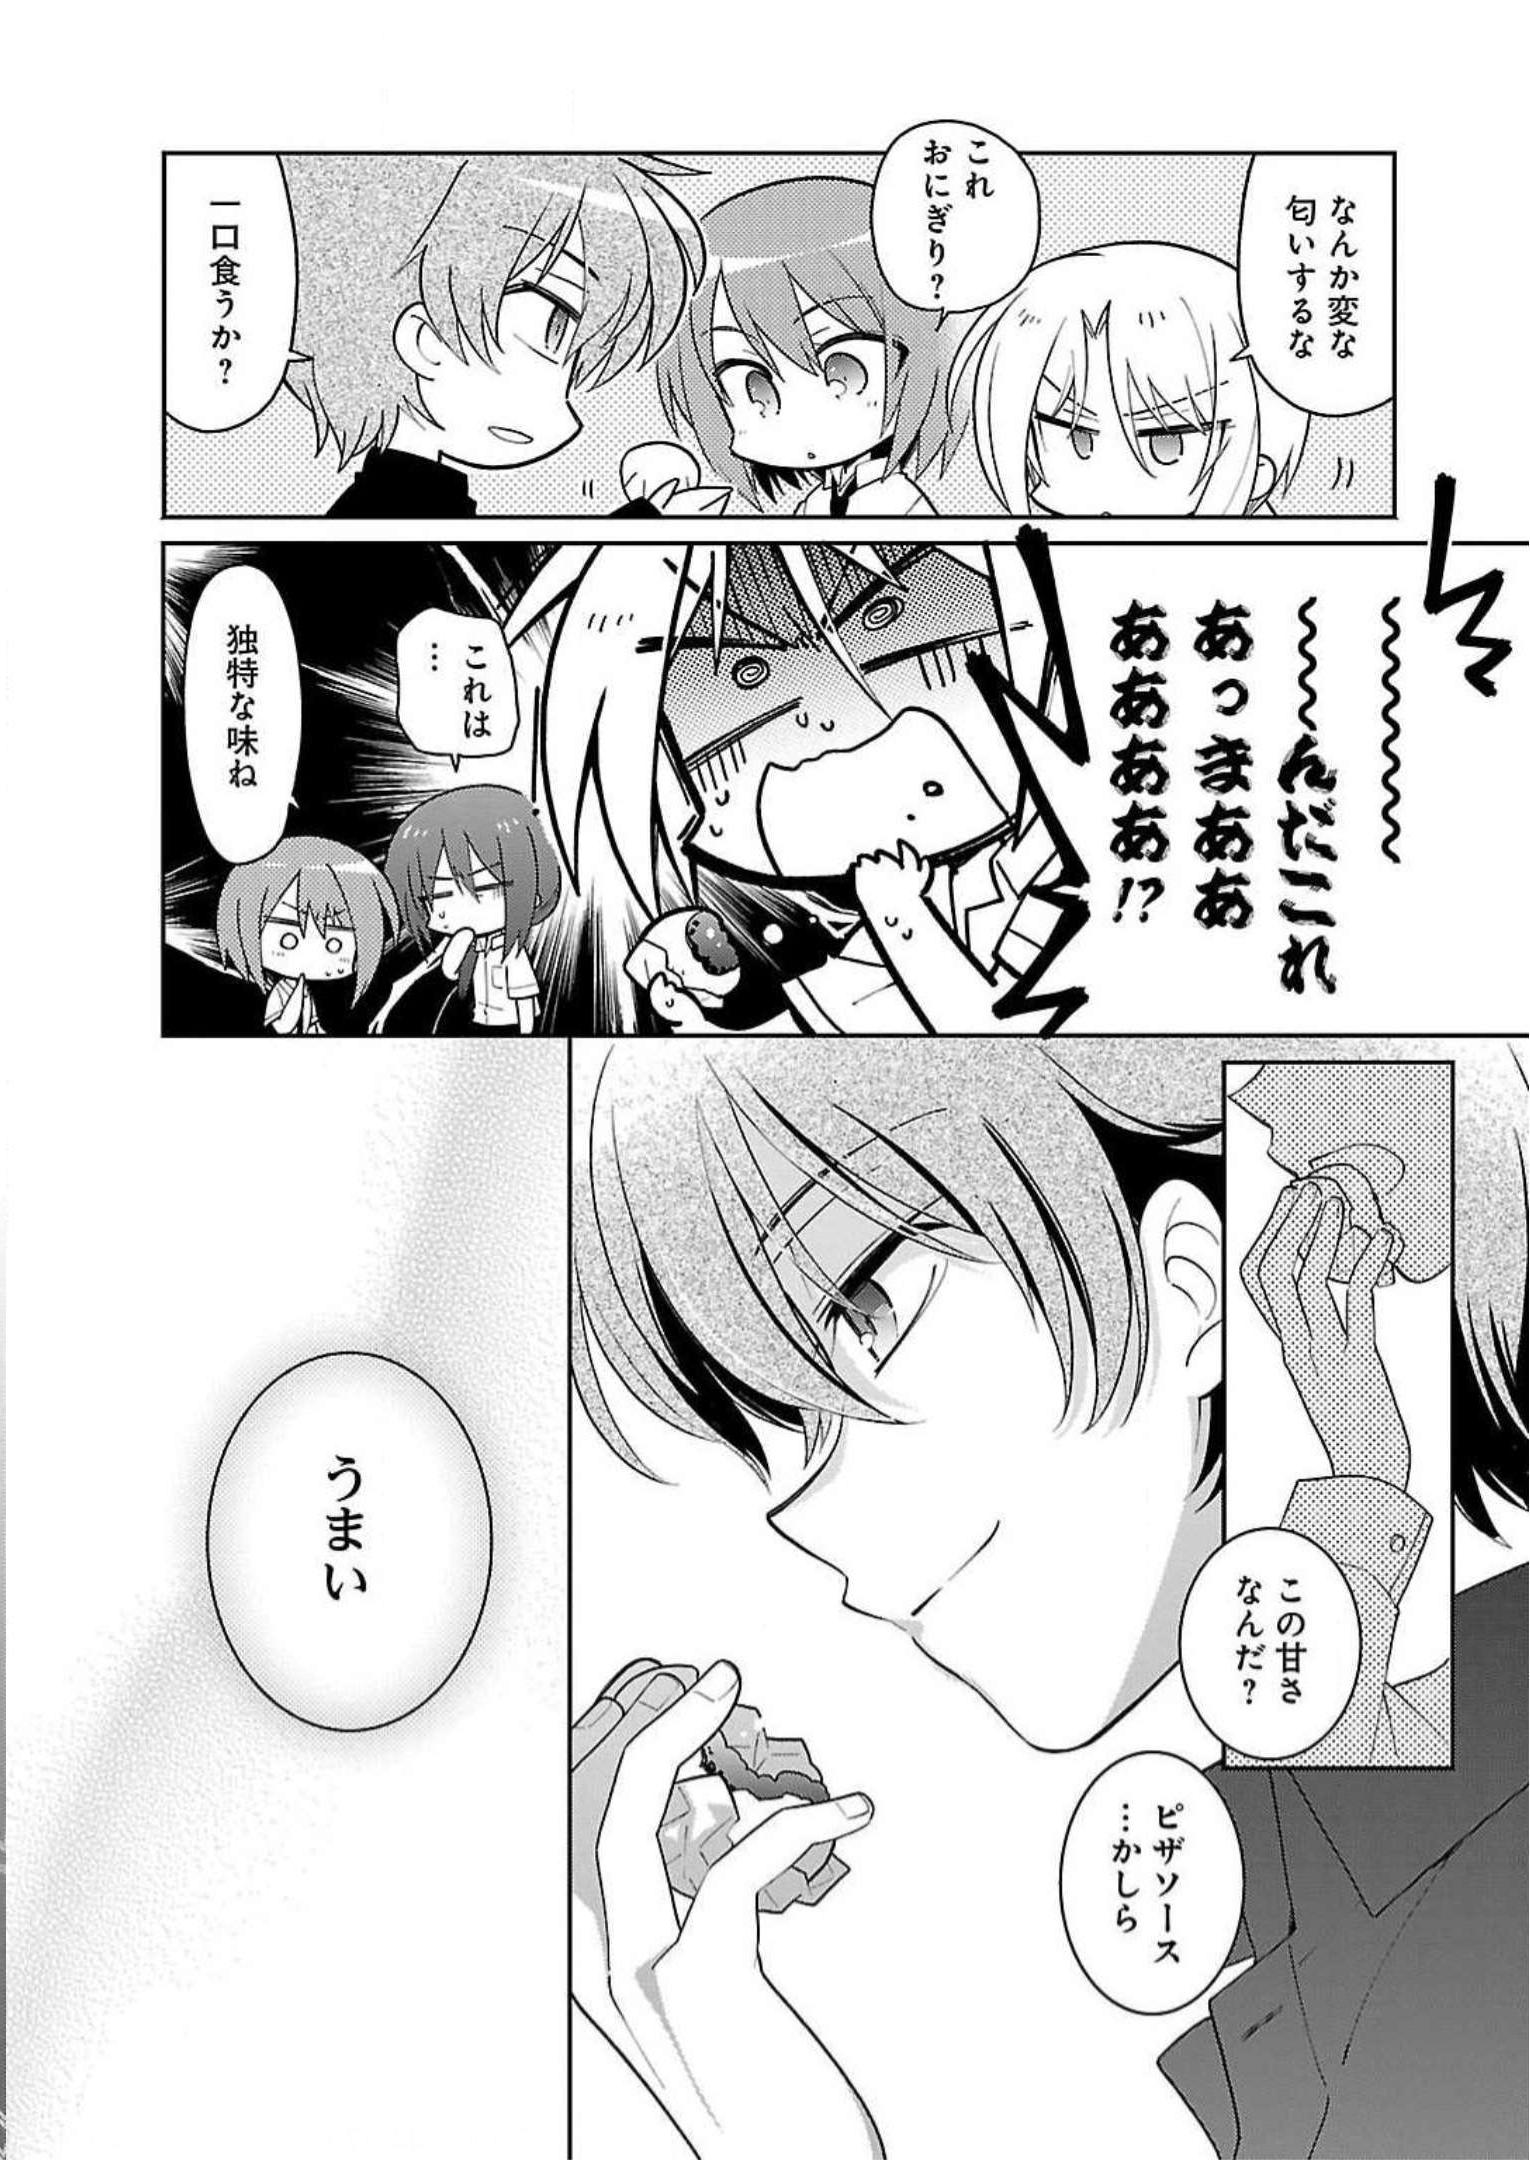 なんか変な
匂いするな
これ
おにぎり?
一口食うか?
〜〜〜〜〜〜
〜〜〜んだこれ
あっまああああ
ああああああ!?
これは
…
独特な味ね
この甘さ
なんだ?
ピザソース
…かしら
うまい